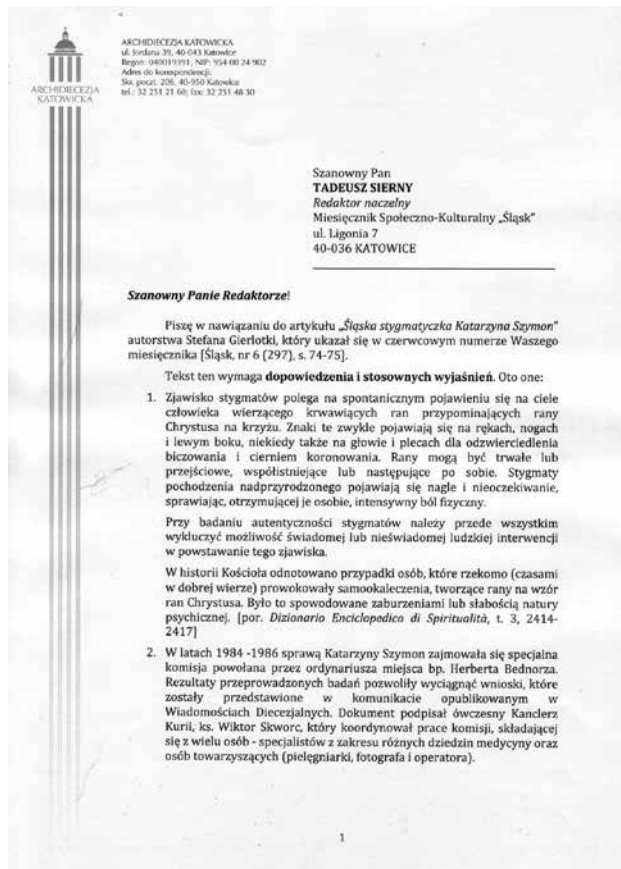 ARCHIDIECEZJA KATOWICKA
ul. Jordana 39, 40-043 Katowice
Regon: 040019391; NIP: 954 00 24 902
Adres do korespondencji:
Skr. poczt. 206, 40-950 Katowice
tel.: 32 251 21 60; fax: 32 251 48 30
ARCHIDIECEZJA
KATOWICKA
Szanowny Pan
TADEUSZ SIERNY
Redaktor naczelny
Miesięcznik Społeczno-Kulturalny „Śląsk"
ul. Ligonia 7
40-036 KATOWICE
Szanowny Panie Redaktorze!
Piszę w nawiązaniu do artykułu „Śląska stygmatyczka Katarzyna Szymon"
autorstwa Stefana Gierlotki, który ukazał się w czerwcowym numerze Waszego
miesięcznika [Śląsk, nr 6 (297), s. 74-75].
Tekst ten wymaga dopowiedzenia i stosownych wyjaśnień. Oto one:
1. Zjawisko stygmatów polega na spontanicznym pojawieniu się na ciele
człowieka wierzącego krwawiących ran przypominających rany
Chrystusa na krzyżu. Znaki te zwykle pojawiają się na rękach, nogach
i lewym boku, niekiedy także na głowie i plecach dla odzwierciedlenia
biczowania i cierniem koronowania. Rany mogą być trwałe lub
przejściowe, współistniejące lub następujące po sobie. Stygmaty
pochodzenia nadprzyrodzonego pojawiają się nagle i nieoczekiwanie,
sprawiając, otrzymującej je osobie, intensywny ból fizyczny.
Przy badaniu autentyczności stygmatów należy przede wszystkim
wykluczyć możliwość świadomej lub nieświadomej ludzkiej interwencji
w powstawanie tego zjawiska.
W historii Kościoła odnotowano przypadki osób, które rzekomo (czasami
w dobrej wierze) prowokowały samookaleczenia, tworzące rany na wzór
ran Chrystusa. Było to spowodowane zaburzeniami lub słabością natury
psychicznej. [por. Dizionario Enciclopedico di Spiritualità, t. 3, 2414-
2417]
2. W latach 1984 -1986 sprawą Katarzyny Szymon zajmowała się specjalna
komisja powołana przez ordynariusza miejsca bp. Herberta Bednorza.
Rezultaty przeprowadzonych badań pozwoliły wyciągnąć wnioski, które
zostały przedstawione w komunikacie opublikowanym w
Wiadomościach Diecezjalnych. Dokument podpisał ówczesny Kanclerz
Kurii, ks. Wiktor Skworc, który koordynował prace komisji, składającej
się z wielu osób - specjalistów z zakresu różnych dziedzin medycyny oraz
osób towarzyszących (pielęgniarki, fotografa i operatora).
1